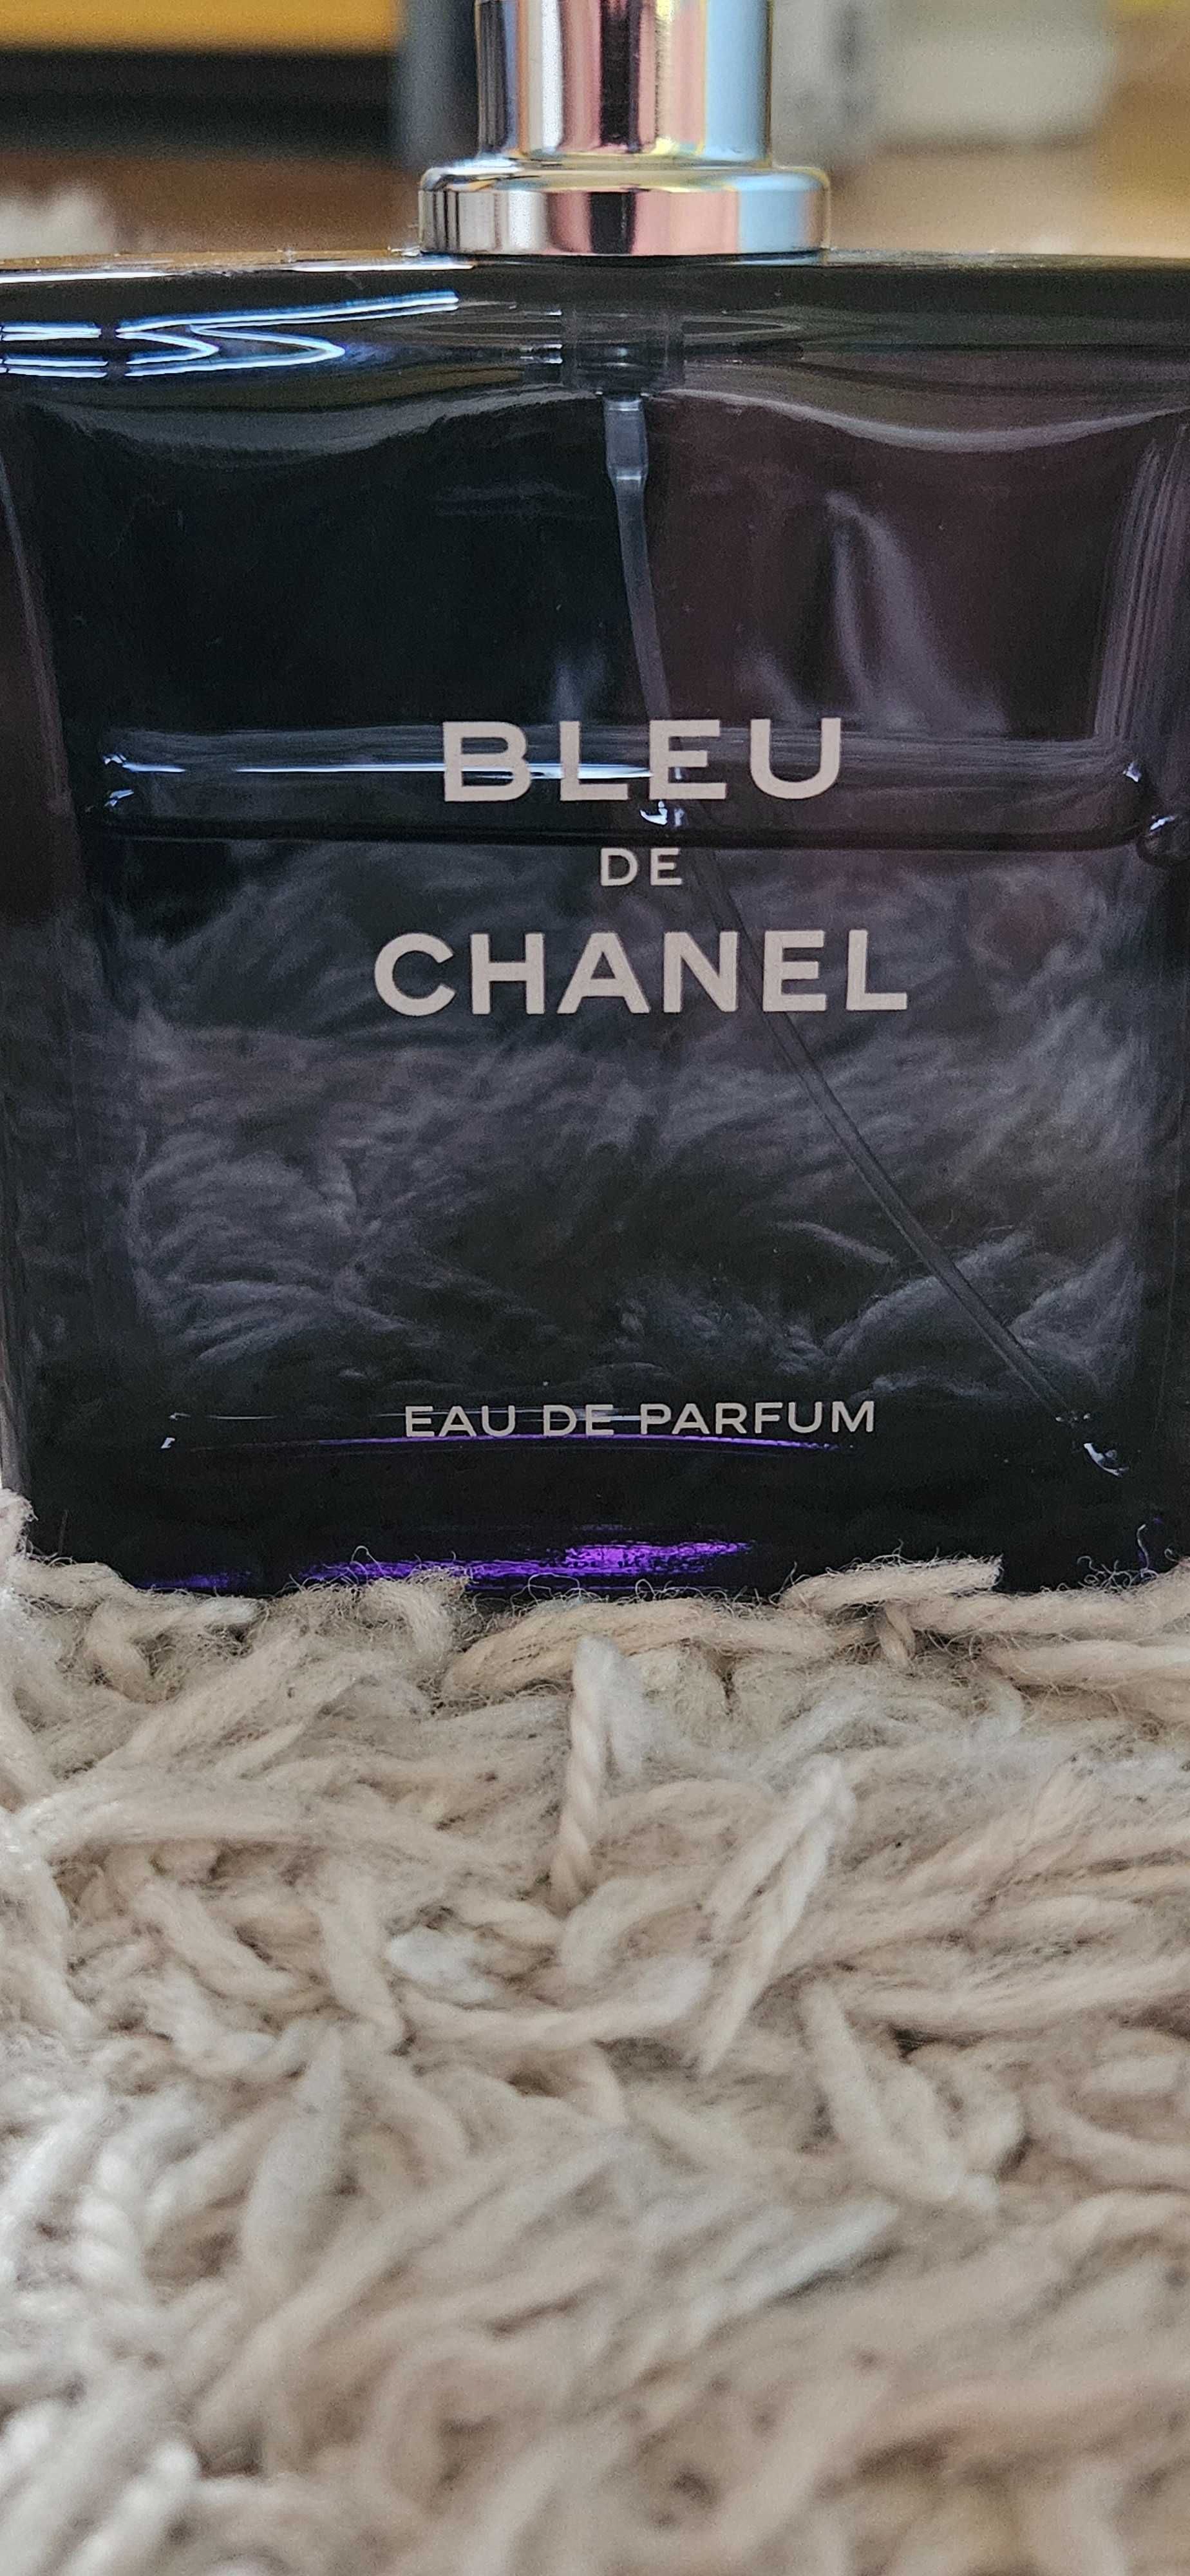 BLEU
DE
CHANEL
EAU DE PARFUM